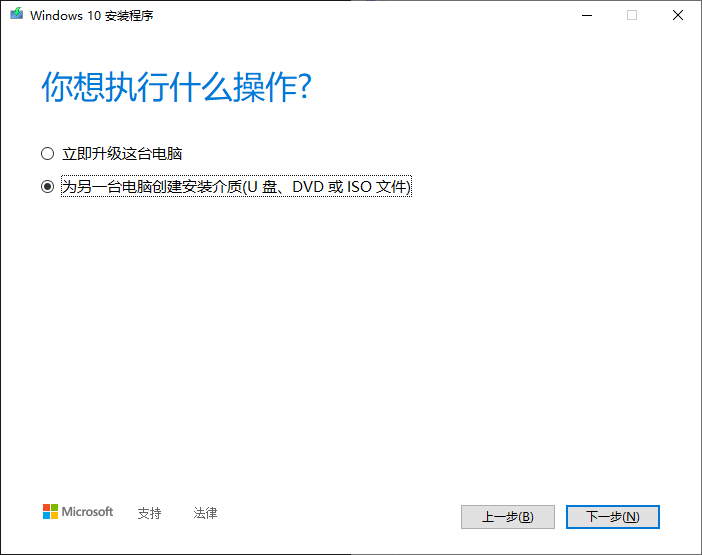 Windows 10 安装程序
你想执行什么操作?
立即升级这台电脑
为另一台电脑创建安装介质(U 盘、DVD 或 ISO 文件)
Microsoft 支持 法律 上一步(B) 下一步(N)